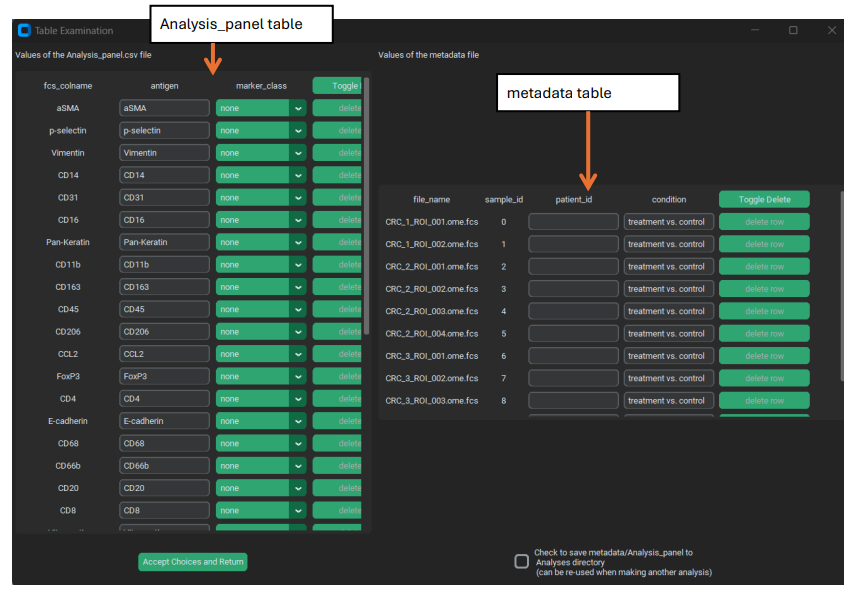 Table Examination
Analysis_panel table
Values of the Analysis_panel.csv file
Values of the metadata file
metadata table
fcs_colname antigen marker_class Toggle
aSMA aSMA none delete
p-selectin p-selectin none delete
Vimentin Vimentin none delete
CD14 CD14 none delete
CD31 CD31 none delete
CD16 CD16 none delete
Pan-Keratin Pan-Keratin none delete
CD11b CD11b none delete
CD163 CD163 none delete
CD45 CD45 none delete
CD206 CD206 none delete
CCL2 CCL2 none delete
FoxP3 FoxP3 none delete
CD4 CD4 none delete
E-cadherin E-cadherin none delete
CD68 CD68 none delete
CD66b CD66b none delete
CD20 CD20 none delete
CD8 CD8 none delete
file_name sample_id patient_id condition Toggle Delete
CRC_1_ROI_001.ome.fcs 0 treatment vs. control delete row
CRC_1_ROI_002.ome.fcs 1 treatment vs. control delete row
CRC_2_ROI_001.ome.fcs 2 treatment vs. control delete row
CRC_2_ROI_002.ome.fcs 3 treatment vs. control delete row
CRC_2_ROI_003.ome.fcs 4 treatment vs. control delete row
CRC_2_ROI_004.ome.fcs 5 treatment vs. control delete row
CRC_3_ROI_001.ome.fcs 6 treatment vs. control delete row
CRC_3_ROI_002.ome.fcs 7 treatment vs. control delete row
CRC_3_ROI_003.ome.fcs 8 treatment vs. control delete row
Accept Choices and Return
Check to save metadata/Analysis_panel to
Analyses directory
(can be re-used when making another analysis)